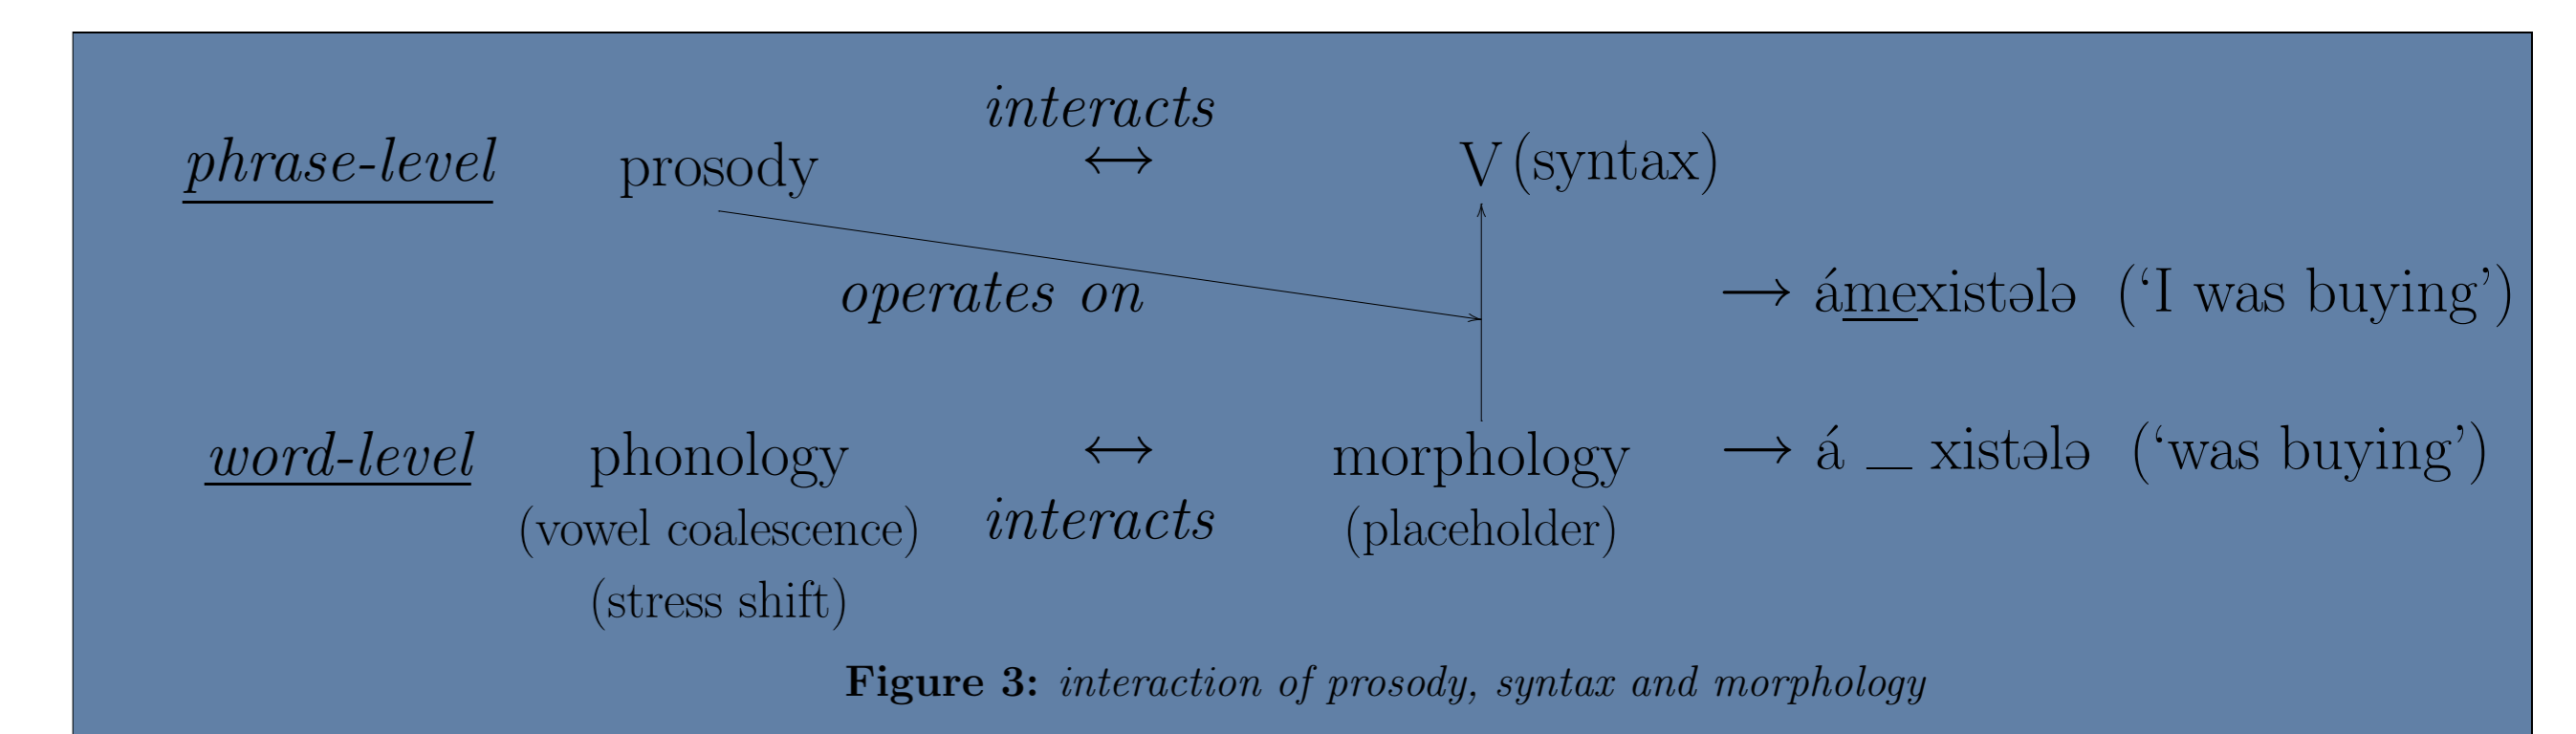 interacts
phrase-level prosody ↔ V (syntax)
operates on → ámexistələ (‘I was buying’)
word-level phonology ↔ morphology → á _ xistələ (‘was buying’)
(vowel coalescence) interacts (placeholder)
(stress shift)
Figure 3: interaction of prosody, syntax and morphology